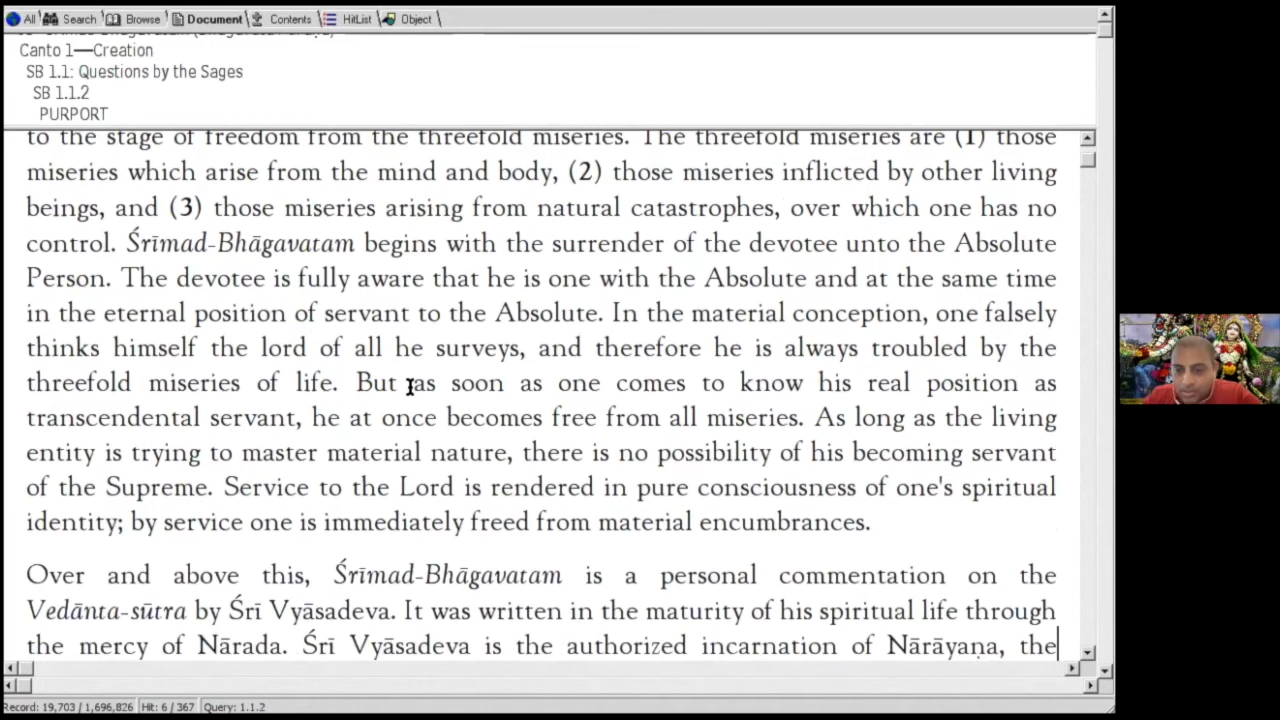 All Search Browse Document Contents HitList Object
Canto 1—Creation
SB 1.1: Questions by the Sages
SB 1.1.2
PURPORT
to the stage of freedom from the threefold miseries. The threefold miseries are (1) those
miseries which arise from the mind and body, (2) those miseries inflicted by other living
beings, and (3) those miseries arising from natural catastrophes, over which one has no
control. Śrīmad-Bhāgavatam begins with the surrender of the devotee unto the Absolute
Person. The devotee is fully aware that he is one with the Absolute and at the same time
in the eternal position of servant to the Absolute. In the material conception, one falsely
thinks himself the lord of all he surveys, and therefore he is always troubled by the
threefold miseries of life. But as soon as one comes to know his real position as
transcendental servant, he at once becomes free from all miseries. As long as the living
entity is trying to master material nature, there is no possibility of his becoming servant
of the Supreme. Service to the Lord is rendered in pure consciousness of one's spiritual
identity; by service one is immediately freed from material encumbrances.
Over and above this, Śrīmad-Bhāgavatam is a personal commentation on the
Vedānta-sūtra by Śrī Vyāsadeva. It was written in the maturity of his spiritual life through
the mercy of Nārada. Śrī Vyāsadeva is the authorized incarnation of Nārāyaṇa, the
Record: 19,703 / 1,696,826 Hit: 6 / 367 Query: 1.1.2